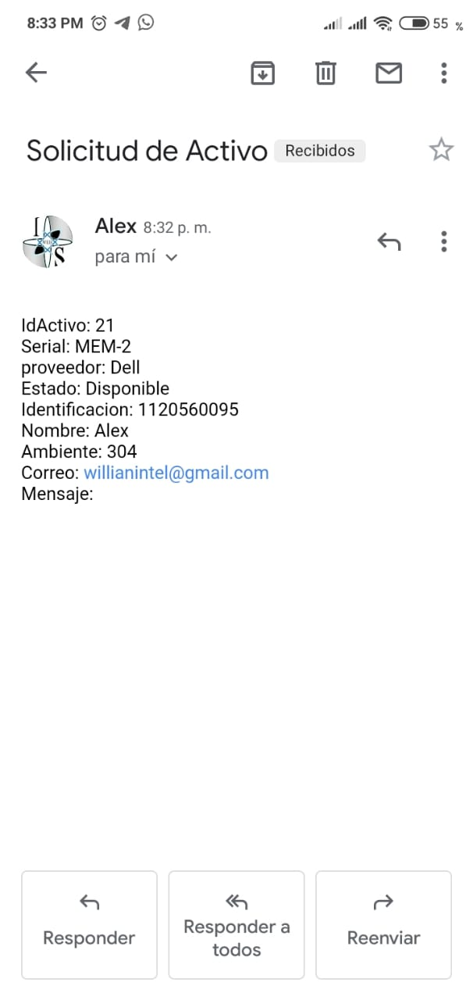 8:33 PM 55 %
Solicitud de Activo Recibidos
Alex 8:32 p. m.
para mí
I S
IdActivo: 21
Serial: MEM-2
proveedor: Dell
Estado: Disponible
Identificacion: 1120560095
Nombre: Alex
Ambiente: 304
Correo: willianintel@gmail.com
Mensaje:
Responder
Responder a
todos
Reenviar